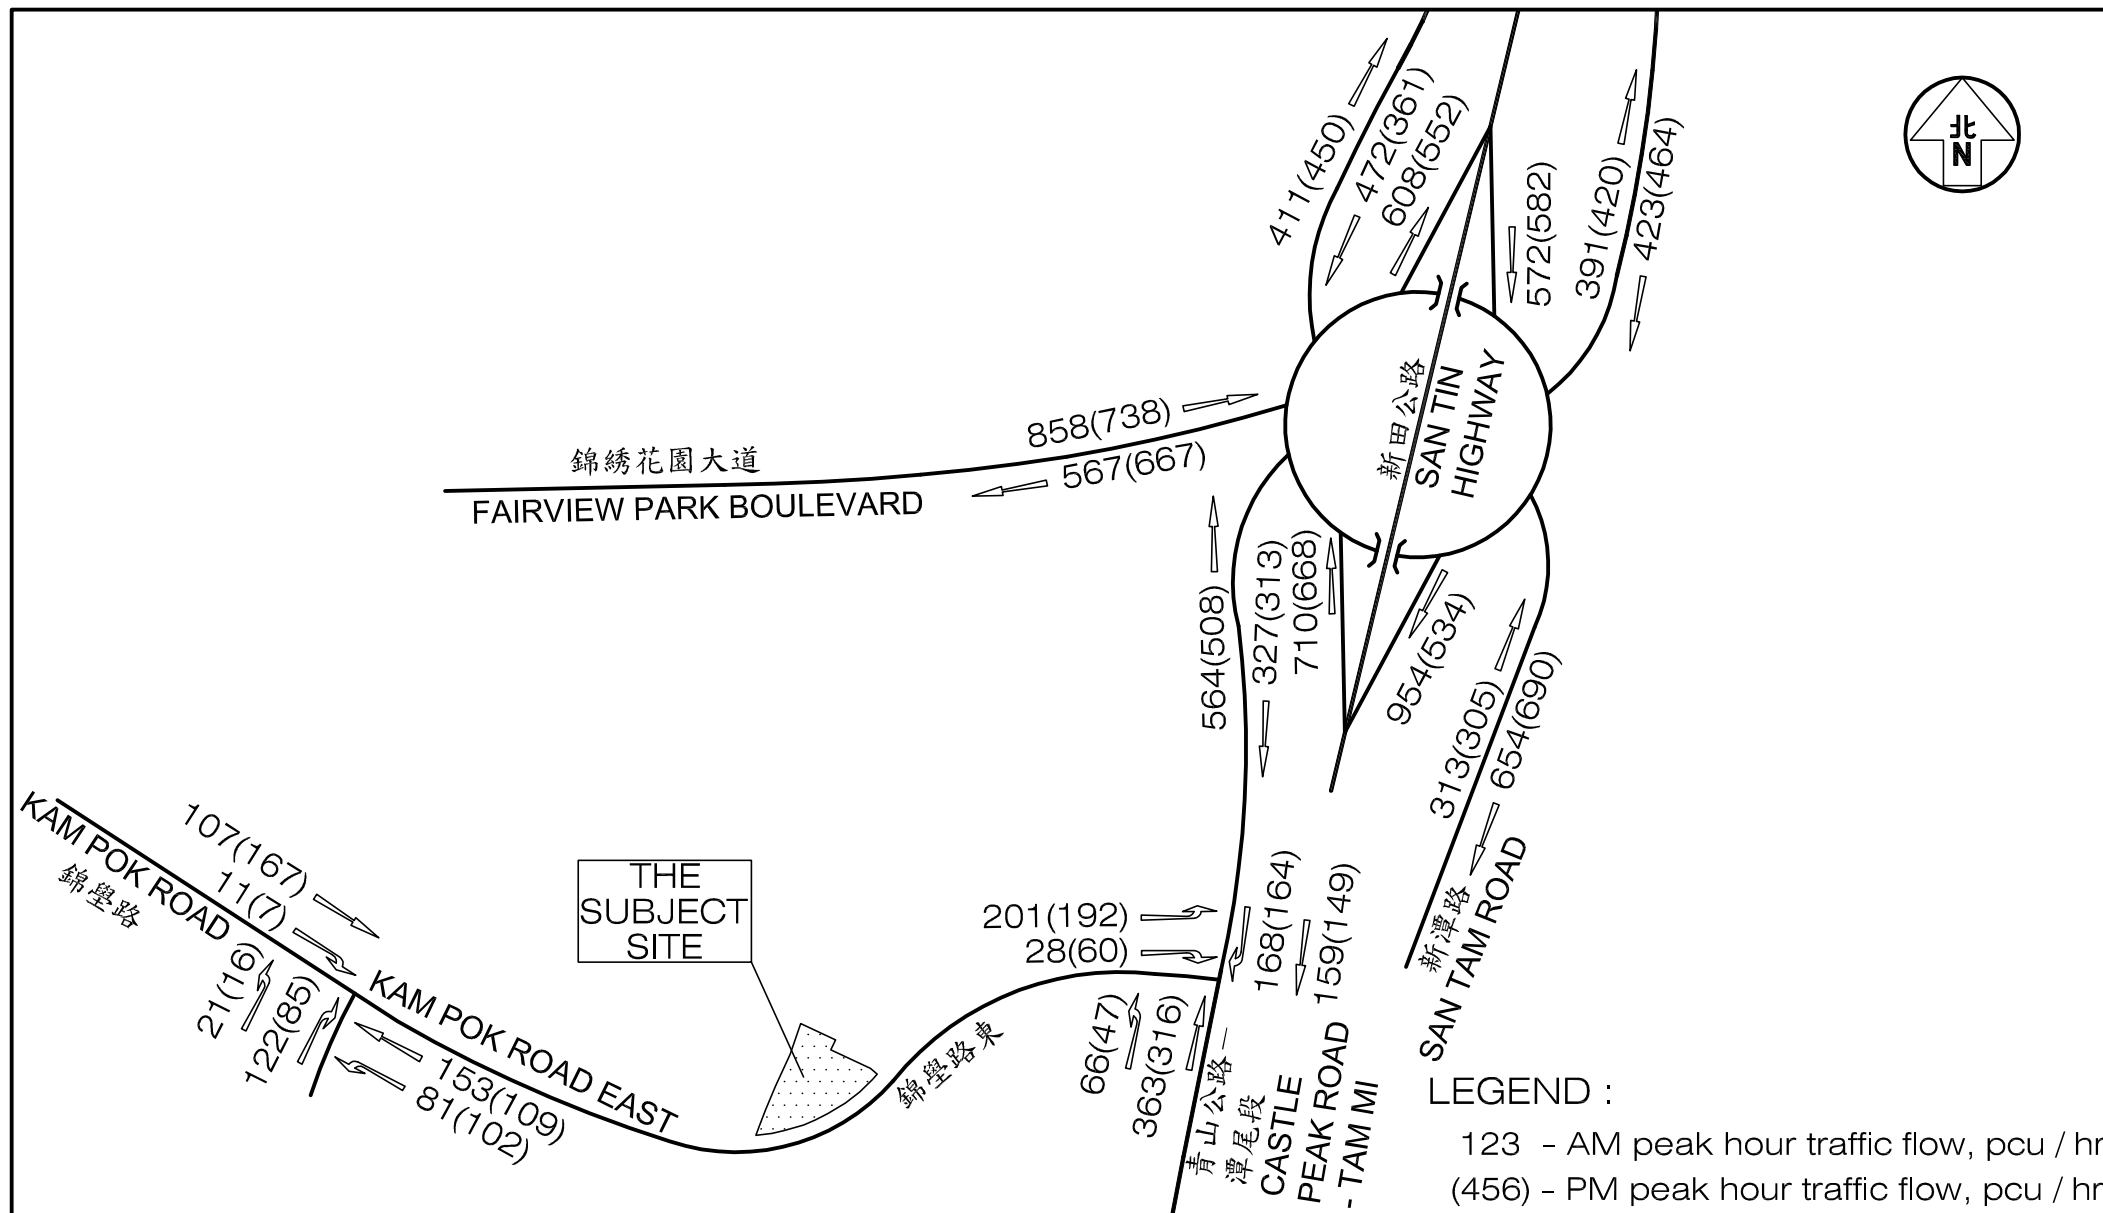 北
N
411(450)
472(361)
608(552)
572(582)
391(420)
423(464)
新田公路
SAN TIN
HIGHWAY
858(738)
567(667)
錦綉花園大道
FAIRVIEW PARK BOULEVARD
564(508)
327(313)
710(668)
954(534)
313(305)
654(690)
新潭路
SAN TAM ROAD
KAM POK ROAD
錦壆路
107(167)
11(7)
21(16)
122(85)
KAM POK ROAD EAST
153(109)
81(102)
THE
SUBJECT
SITE
錦壆路東
201(192)
28(60)
168(164)
159(149)
66(47)
363(316)
青山公路－
潭尾段
CASTLE
PEAK ROAD
- TAM MI
LEGEND :
123 - AM peak hour traffic flow, pcu / hr
(456) - PM peak hour traffic flow, pcu / hr